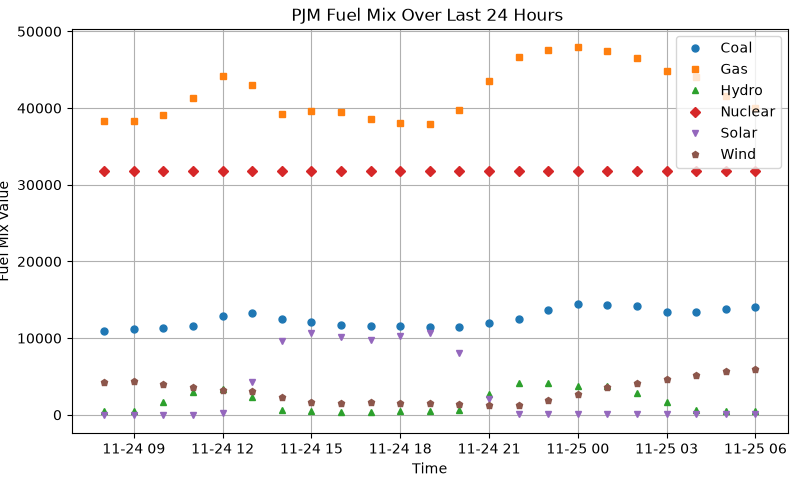 PJM Fuel Mix Over Last 24 Hours
50000
40000
30000
20000
10000
0
Fuel Mix Value
Coal
Gas
Hydro
Nuclear
Solar
Wind
11-24 09 11-24 12 11-24 15 11-24 18 11-24 21 11-25 00 11-25 03 11-25 06
Time